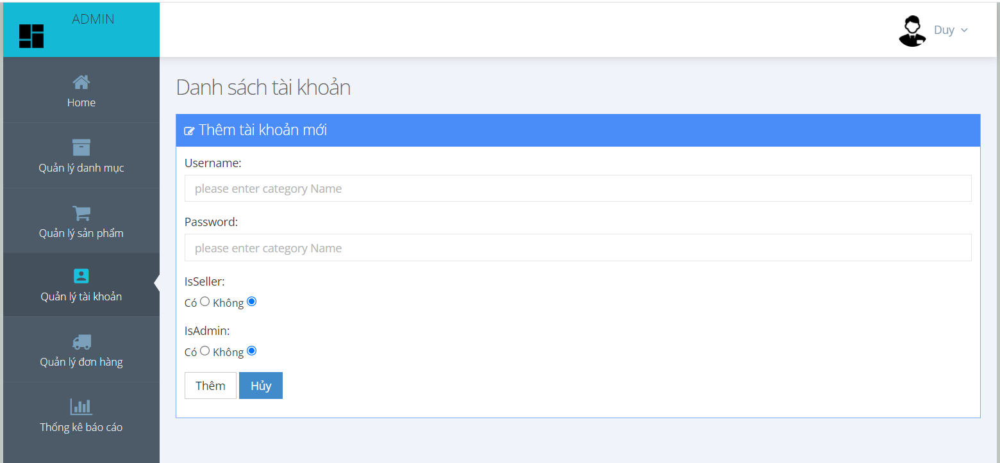 ADMIN
Duy
Home
Quản lý danh mục
Quản lý sản phẩm
Quản lý tài khoản
Quản lý đơn hàng
Thống kê báo cáo
Danh sách tài khoản
Thêm tài khoản mới
Username:
please enter category Name
Password:
please enter category Name
IsSeller:
Có Không
IsAdmin:
Có Không
Thêm Hủy